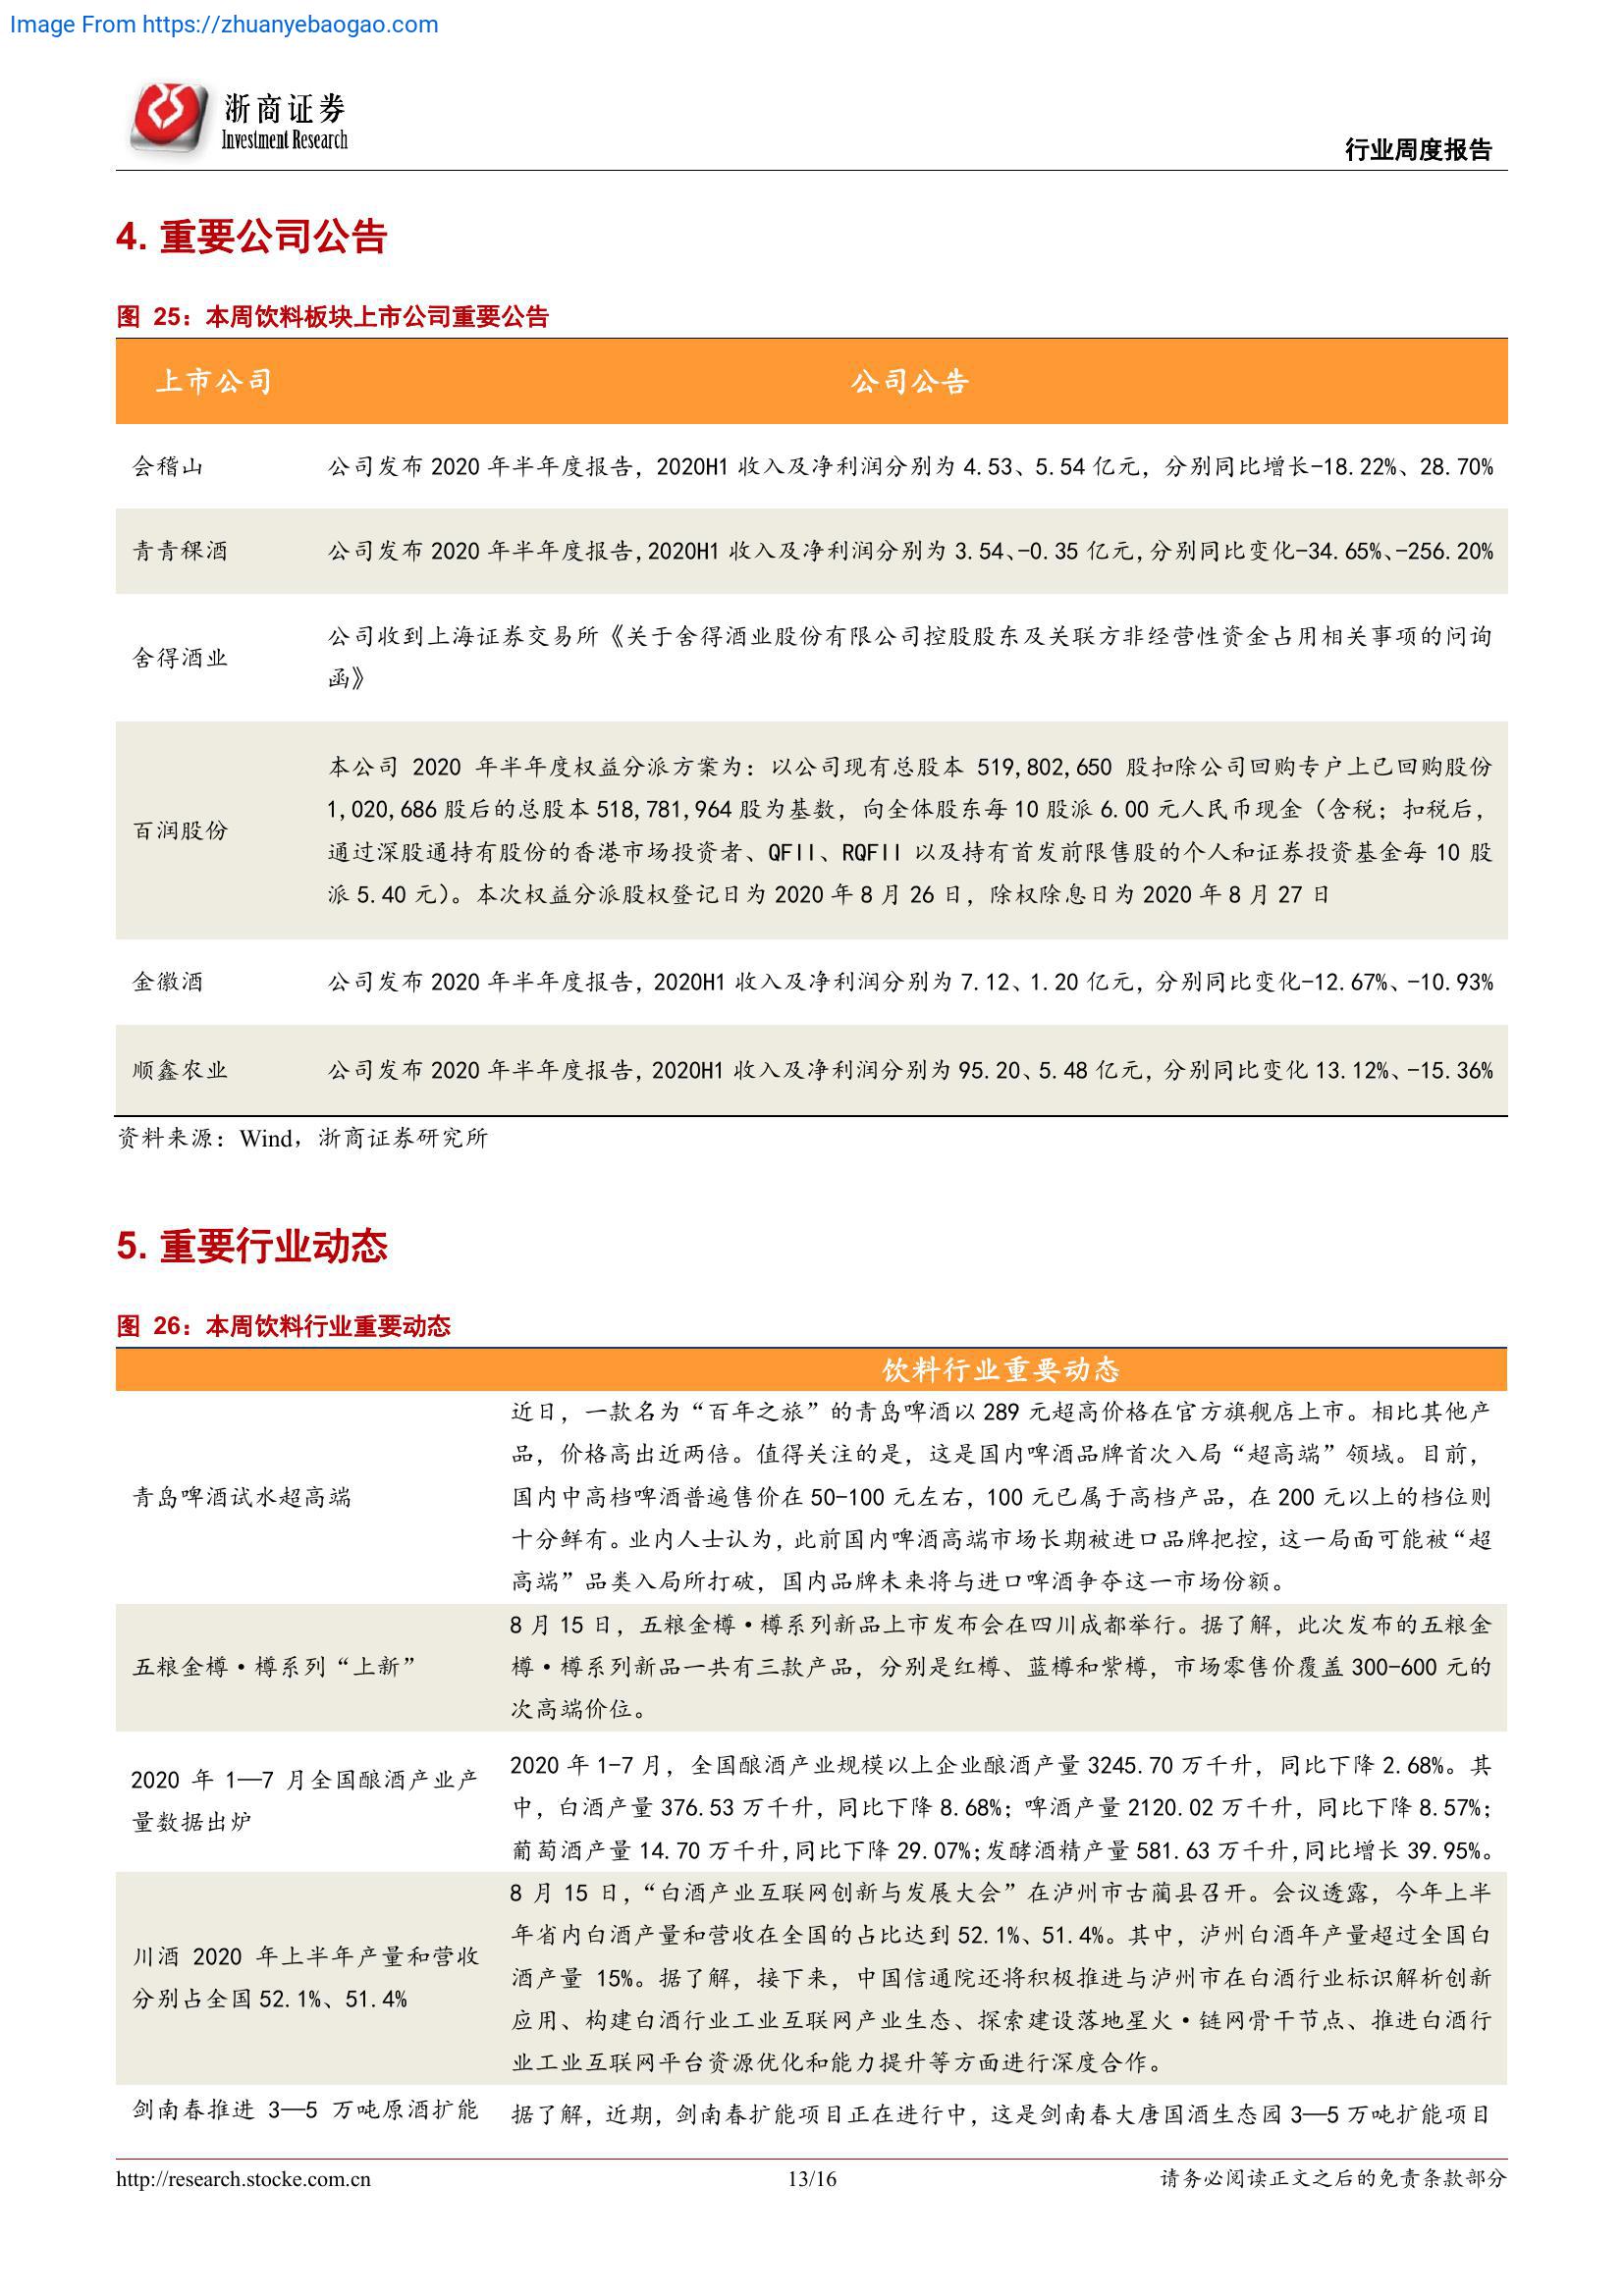 Image From https://zhuanyebaogao.com
浙商证券
Investment Research
行业周度报告
4. 重要公司公告
图 25：本周饮料板块上市公司重要公告
上市公司 公司公告
会稽山 公司发布 2020 年半年度报告，2020H1 收入及净利润分别为 4.53、5.54 亿元，分别同比增长-18.22%、28.70%
青青稞酒 公司发布 2020 年半年度报告，2020H1 收入及净利润分别为 3.54、-0.35 亿元，分别同比变化-34.65%、-256.20%
舍得酒业 公司收到上海证券交易所《关于舍得酒业股份有限公司控股股东及关联方非经营性资金占用相关事项的问询
函》
百润股份 本公司 2020 年半年度权益分派方案为：以公司现有总股本 519,802,650 股扣除公司回购专户上已回购股份
1,020,686 股后的总股本 518,781,964 股为基数，向全体股东每 10 股派 6.00 元人民币现金（含税；扣税后，
通过深股通持有股份的香港市场投资者、QFII、RQFII 以及持有首发前限售股的个人和证券投资基金每 10 股
派 5.40 元）。本次权益分派股权登记日为 2020 年 8 月 26 日，除权除息日为 2020 年 8 月 27 日
金徽酒 公司发布 2020 年半年度报告，2020H1 收入及净利润分别为 7.12、1.20 亿元，分别同比变化-12.67%、-10.93%
顺鑫农业 公司发布 2020 年半年度报告，2020H1 收入及净利润分别为 95.20、5.48 亿元，分别同比变化 13.12%、-15.36%
资料来源：Wind，浙商证券研究所
5. 重要行业动态
图 26：本周饮料行业重要动态
饮料行业重要动态
青岛啤酒试水超高端
近日，一款名为“百年之旅”的青岛啤酒以 289 元超高价格在官方旗舰店上市。相比其他产
品，价格高出近两倍。值得关注的是，这是国内啤酒品牌首次入局“超高端”领域。目前，
国内中高档啤酒普遍售价在 50-100 元左右，100 元已属于高档产品，在 200 元以上的档位则
十分鲜有。业内人士认为，此前国内啤酒高端市场长期被进口品牌把控，这一局面可能被“超
高端”品类入局所打破，国内品牌未来将与进口啤酒争夺这一市场份额。
五粮金樽·樽系列“上新”
8 月 15 日，五粮金樽·樽系列新品上市发布会在四川成都举行。据了解，此次发布的五粮金
樽·樽系列新品一共有三款产品，分别是红樽、蓝樽和紫樽，市场零售价覆盖 300-600 元的
次高端价位。
2020 年 1—7 月全国酿酒产业产
量数据出炉
2020 年 1-7 月，全国酿酒产业规模以上企业酿酒产量 3245.70 万千升，同比下降 2.68%。其
中，白酒产量 376.53 万千升，同比下降 8.68%；啤酒产量 2120.02 万千升，同比下降 8.57%；
葡萄酒产量 14.70 万千升，同比下降 29.07%；发酵酒精产量 581.63 万千升，同比增长 39.95%。
川酒 2020 年上半年产量和营收
分别占全国 52.1%、51.4%
8 月 15 日，“白酒产业互联网创新与发展大会”在泸州市古蔺县召开。会议透露，今年上半
年省内白酒产量和营收在全国的占比达到 52.1%、51.4%。其中，泸州白酒年产量超过全国白
酒产量 15%。据了解，接下来，中国信通院还将积极推进与泸州市在白酒行业标识解析创新
应用、构建白酒行业工业互联网产业生态、探索建设落地星火·链网骨干节点、推进白酒行
业工业互联网平台资源优化和能力提升等方面进行深度合作。
剑南春推进 3—5 万吨原酒扩能 据了解，近期，剑南春扩能项目正在进行中，这是剑南春大唐国酒生态园 3—5 万吨扩能项目
http://research.stocke.com.cn 13/16 请务必阅读正文之后的免责条款部分